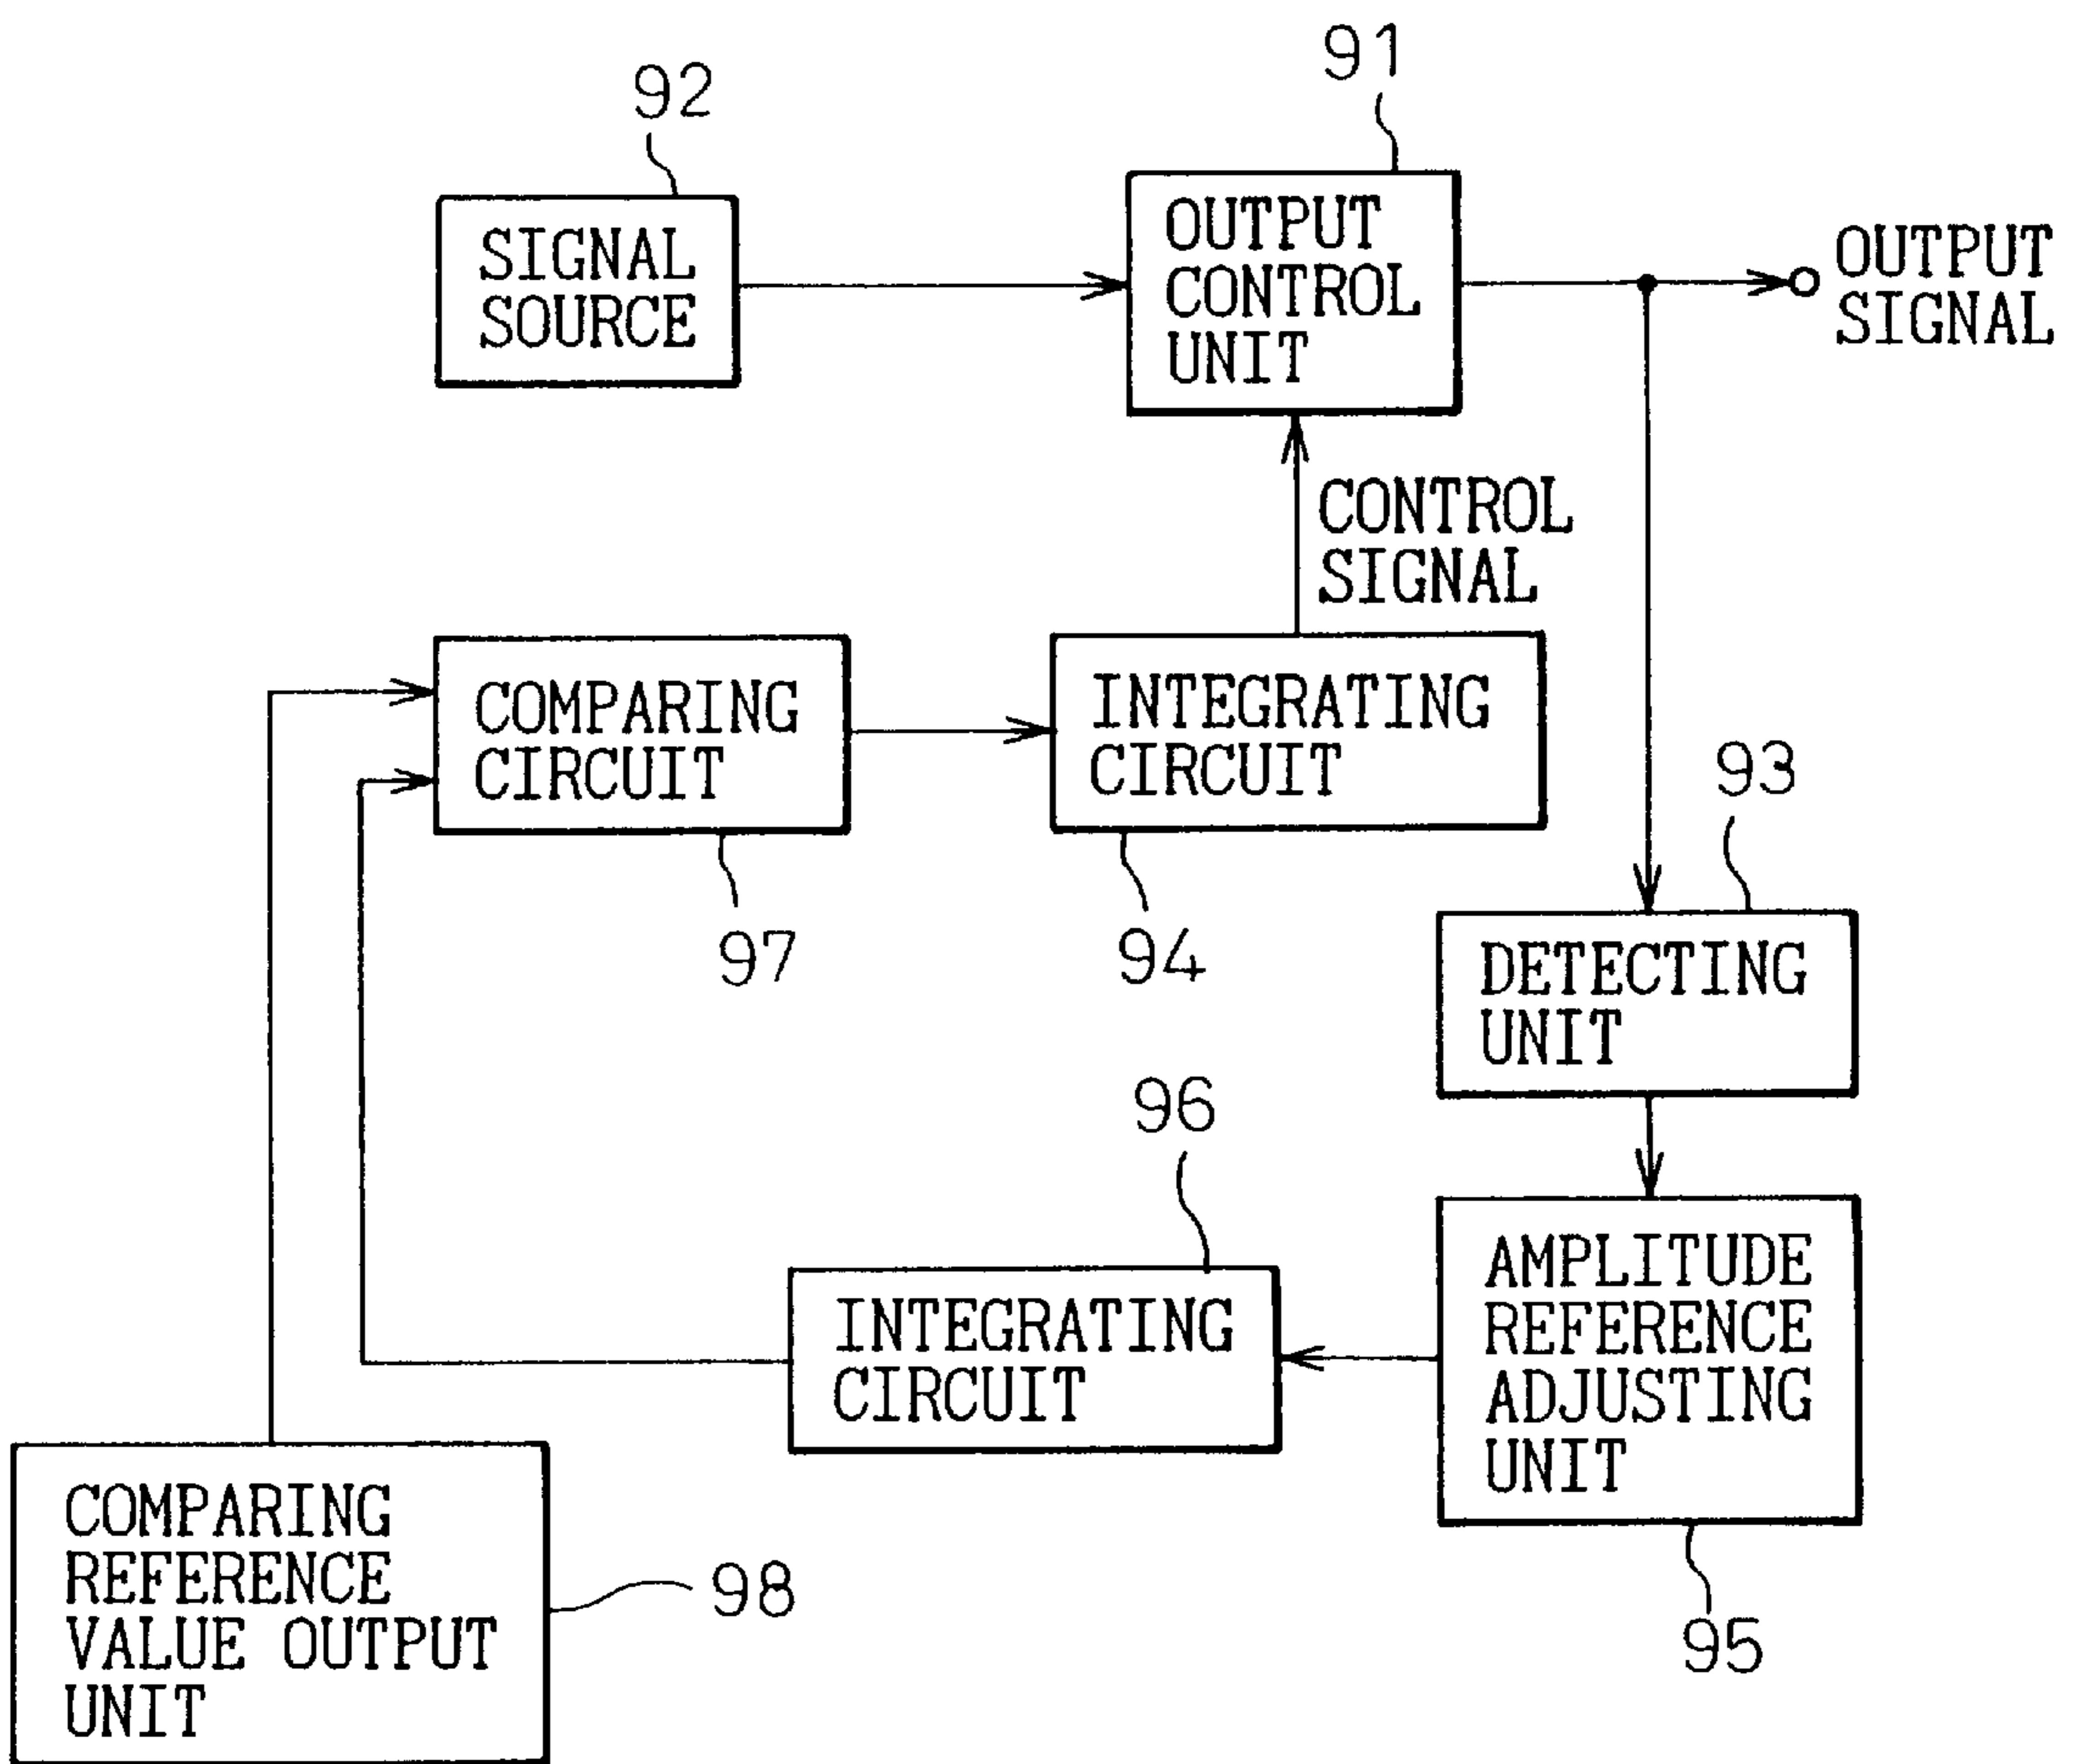 91
92
SIGNAL
SOURCE
OUTPUT
CONTROL
UNIT
OUTPUT
SIGNAL
CONTROL
SIGNAL
COMPARING
CIRCUIT
INTEGRATING
CIRCUIT
93
97
94
DETECTING
UNIT
96
INTEGRATING
CIRCUIT
AMPLITUDE
REFERENCE
ADJUSTING
UNIT
COMPARING
REFERENCE
VALUE OUTPUT
UNIT
98
95